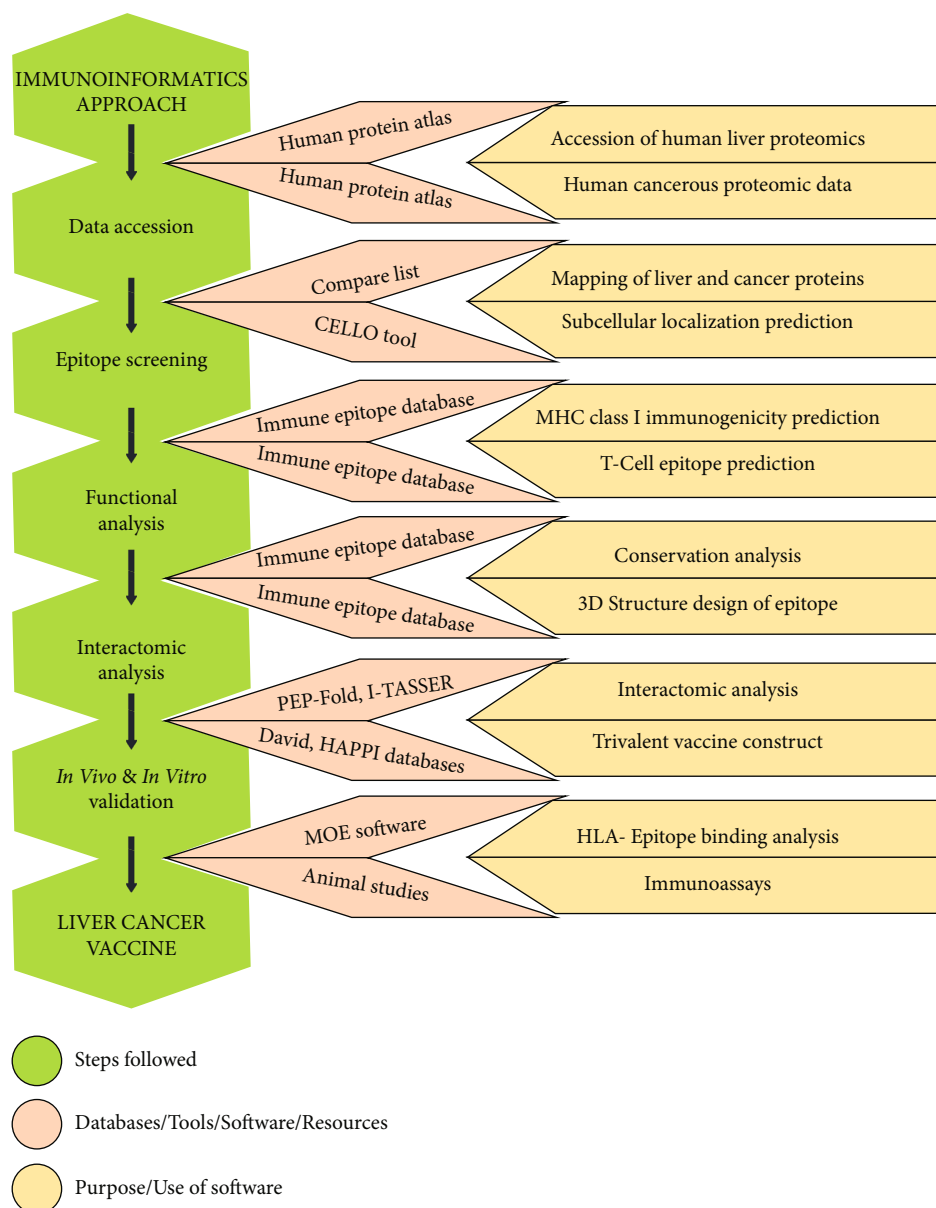 IMMUNOINFORMATICS
APPROACH
Human protein atlas
Accession of human liver proteomics
Human protein atlas
Human cancerous proteomic data
Data accession
Compare list
Mapping of liver and cancer proteins
CELLO tool
Subcellular localization prediction
Epitope screening
Immune epitope database
MHC class I immunogenicity prediction
Immune epitope database
T-Cell epitope prediction
Functional
analysis
Immune epitope database
Conservation analysis
Immune epitope database
3D Structure design of epitope
Interactomic
analysis
PEP-Fold, I-TASSER
Interactomic analysis
David, HAPPI databases
Trivalent vaccine construct
In Vivo & In Vitro
validation
MOE software
HLA- Epitope binding analysis
Animal studies
Immunoassays
LIVER CANCER
VACCINE
Steps followed
Databases/Tools/Software/Resources
Purpose/Use of software